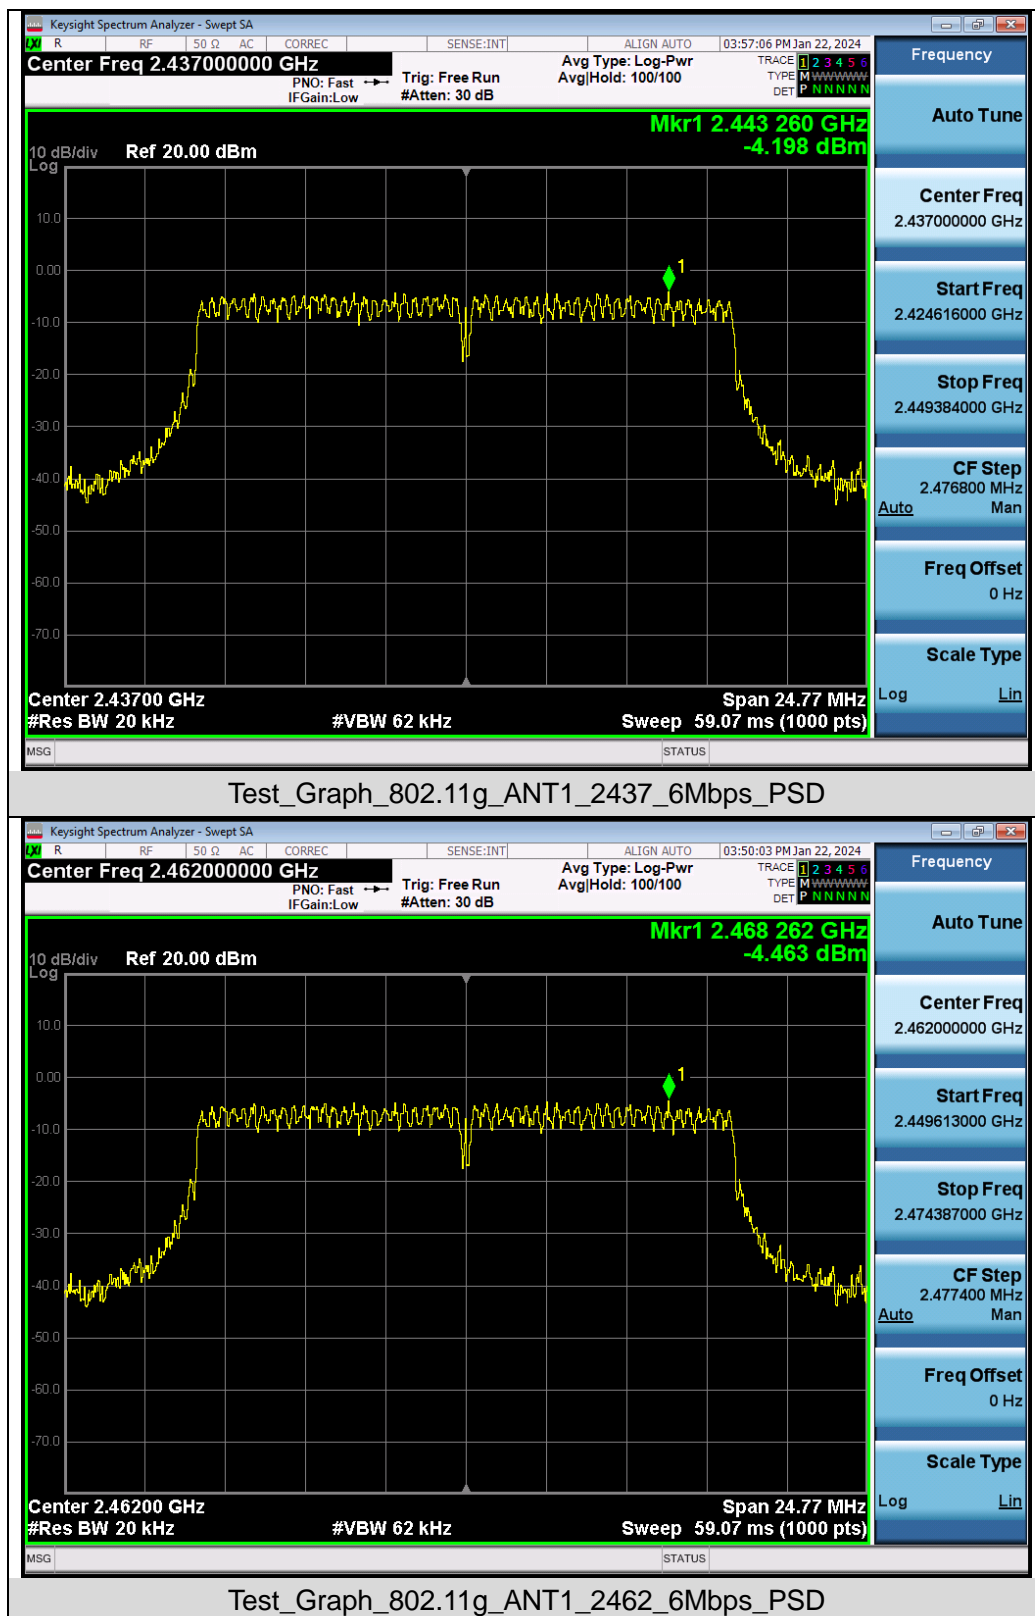 Keysight Spectrum Analyzer - Swept SA
LXI R RF 50 Ω AC CORREC SENSE:INT ALIGN AUTO 03:57:06 PM Jan 22, 2024
Center Freq 2.437000000 GHz
PNO: Fast
IFGain:Low
Trig: Free Run
#Atten: 30 dB
Avg Type: Log-Pwr
Avg|Hold: 100/100
TRACE 1 2 3 4 5 6
TYPE M WWWWW
DET P N N N N N
Mkr1 2.443 260 GHz
-4.198 dBm
10 dB/div Ref 20.00 dBm
Log
10.0
0.00
-10.0
-20.0
-30.0
-40.0
-50.0
-60.0
-70.0
1
Center 2.43700 GHz Span 24.77 MHz
#Res BW 20 kHz #VBW 62 kHz Sweep 59.07 ms (1000 pts)
MSG STATUS
Frequency
Auto Tune
Center Freq
2.437000000 GHz
Start Freq
2.424616000 GHz
Stop Freq
2.449384000 GHz
CF Step
2.476800 MHz
Auto Man
Freq Offset
0 Hz
Scale Type
Log Lin
Test_Graph_802.11g_ANT1_2437_6Mbps_PSD
Keysight Spectrum Analyzer - Swept SA
LXI R RF 50 Ω AC CORREC SENSE:INT ALIGN AUTO 03:50:03 PM Jan 22, 2024
Center Freq 2.462000000 GHz
PNO: Fast
IFGain:Low
Trig: Free Run
#Atten: 30 dB
Avg Type: Log-Pwr
Avg|Hold: 100/100
TRACE 1 2 3 4 5 6
TYPE M WWWWW
DET P N N N N N
Mkr1 2.468 262 GHz
-4.463 dBm
10 dB/div Ref 20.00 dBm
Log
10.0
0.00
-10.0
-20.0
-30.0
-40.0
-50.0
-60.0
-70.0
1
Center 2.46200 GHz Span 24.77 MHz
#Res BW 20 kHz #VBW 62 kHz Sweep 59.07 ms (1000 pts)
MSG STATUS
Frequency
Auto Tune
Center Freq
2.462000000 GHz
Start Freq
2.449613000 GHz
Stop Freq
2.474387000 GHz
CF Step
2.477400 MHz
Auto Man
Freq Offset
0 Hz
Scale Type
Log Lin
Test_Graph_802.11g_ANT1_2462_6Mbps_PSD